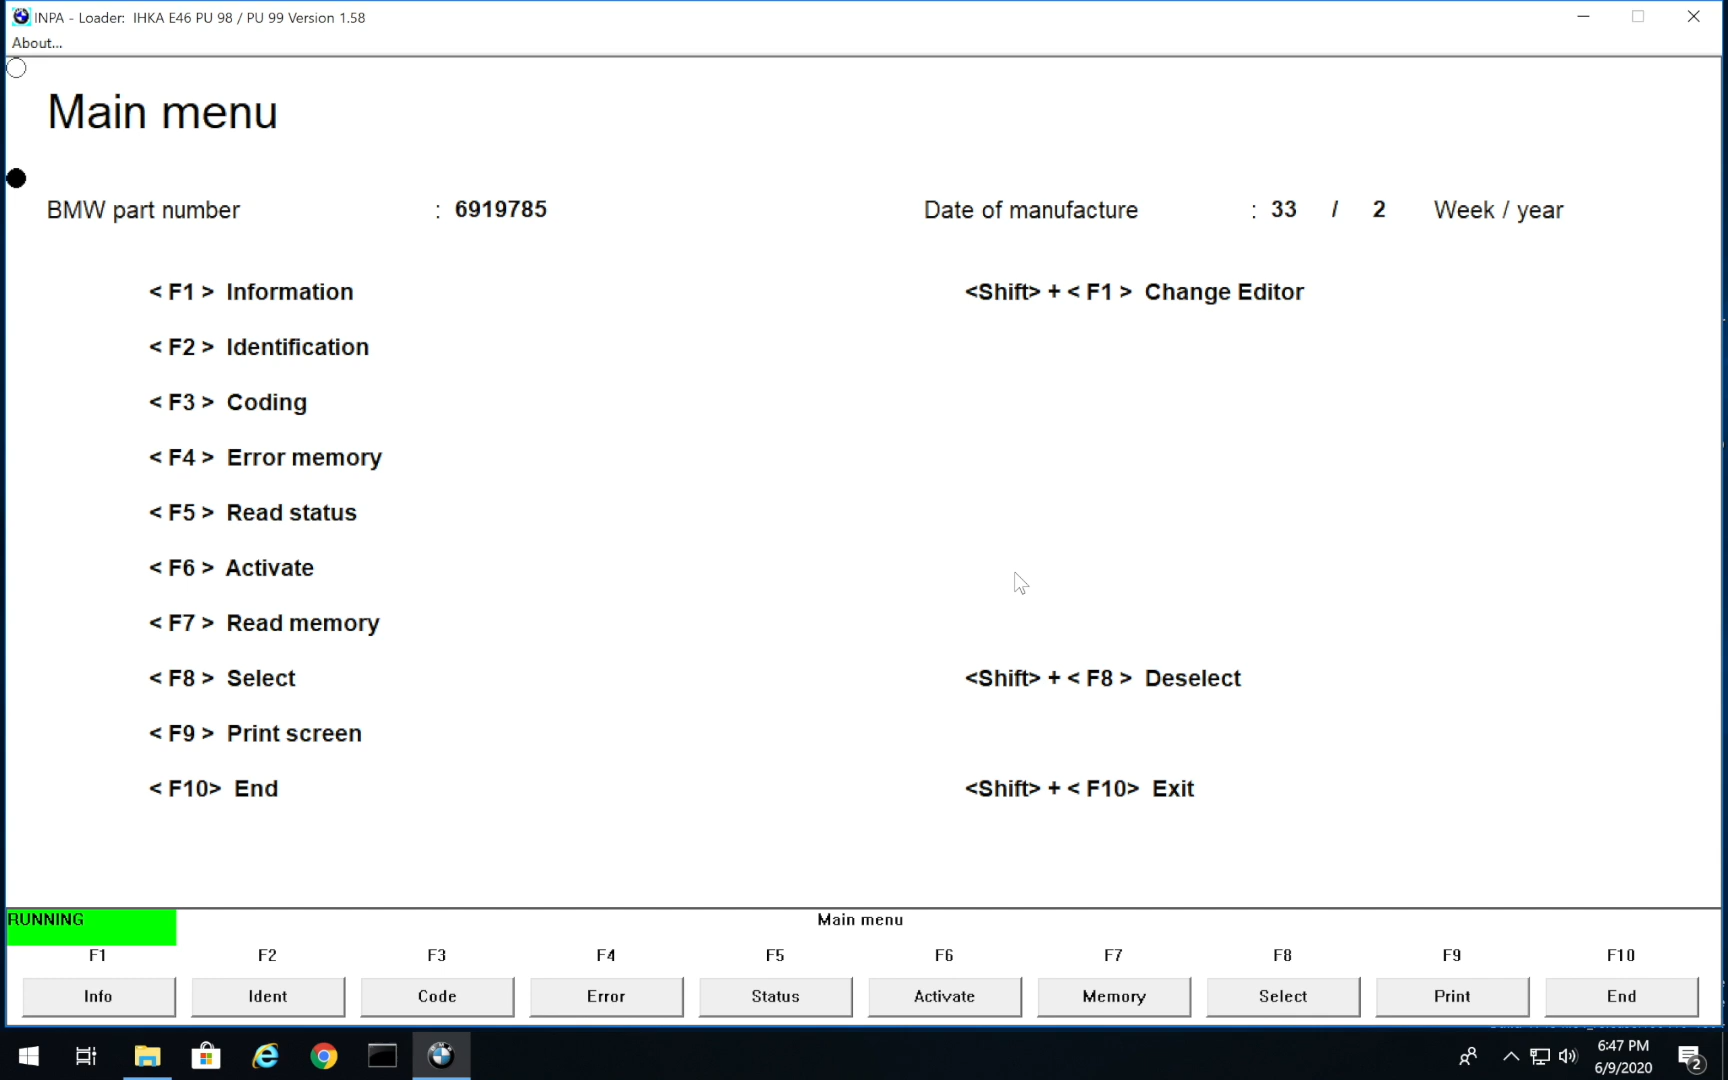 INPA - Loader: IHKA E46 PU 98 / PU 99 Version 1.58
About...
Main menu
BMW part number : 6919785 Date of manufacture : 33 / 2 Week / year
< F1 > Information <Shift> + < F1 > Change Editor
< F2 > Identification
< F3 > Coding
< F4 > Error memory
< F5 > Read status
< F6 > Activate
< F7 > Read memory
< F8 > Select <Shift> + < F8 > Deselect
< F9 > Print screen
< F10> End <Shift> + < F10> Exit
RUNNING Main menu
F1 F2 F3 F4 F5 F6 F7 F8 F9 F10
Info Ident Code Error Status Activate Memory Select Print End
6:47 PM
6/9/2020
2